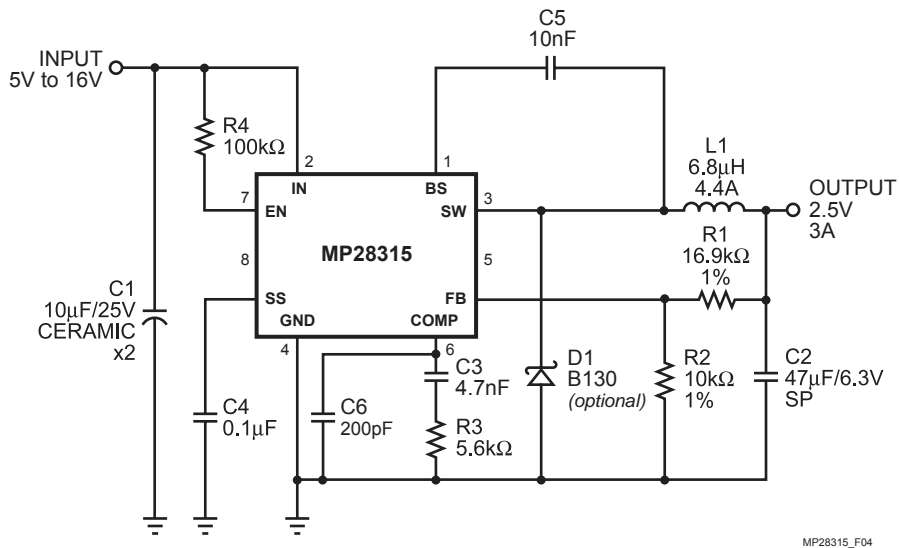 C5
10nF
INPUT
5V to 16V
R4
100kΩ
2
1
L1
6.8μH
4.4A
OUTPUT
2.5V
3A
7
IN
BS
3
EN
SW
MP28315
R1
16.9kΩ
1%
8
5
C1
10μF/25V
CERAMIC
x2
SS
FB
GND
COMP
4
6
C3
4.7nF
D1
B130
(optional)
R2
10kΩ
1%
C2
47μF/6.3V
SP
C4
0.1μF
C6
200pF
R3
5.6kΩ
MP28315_F04